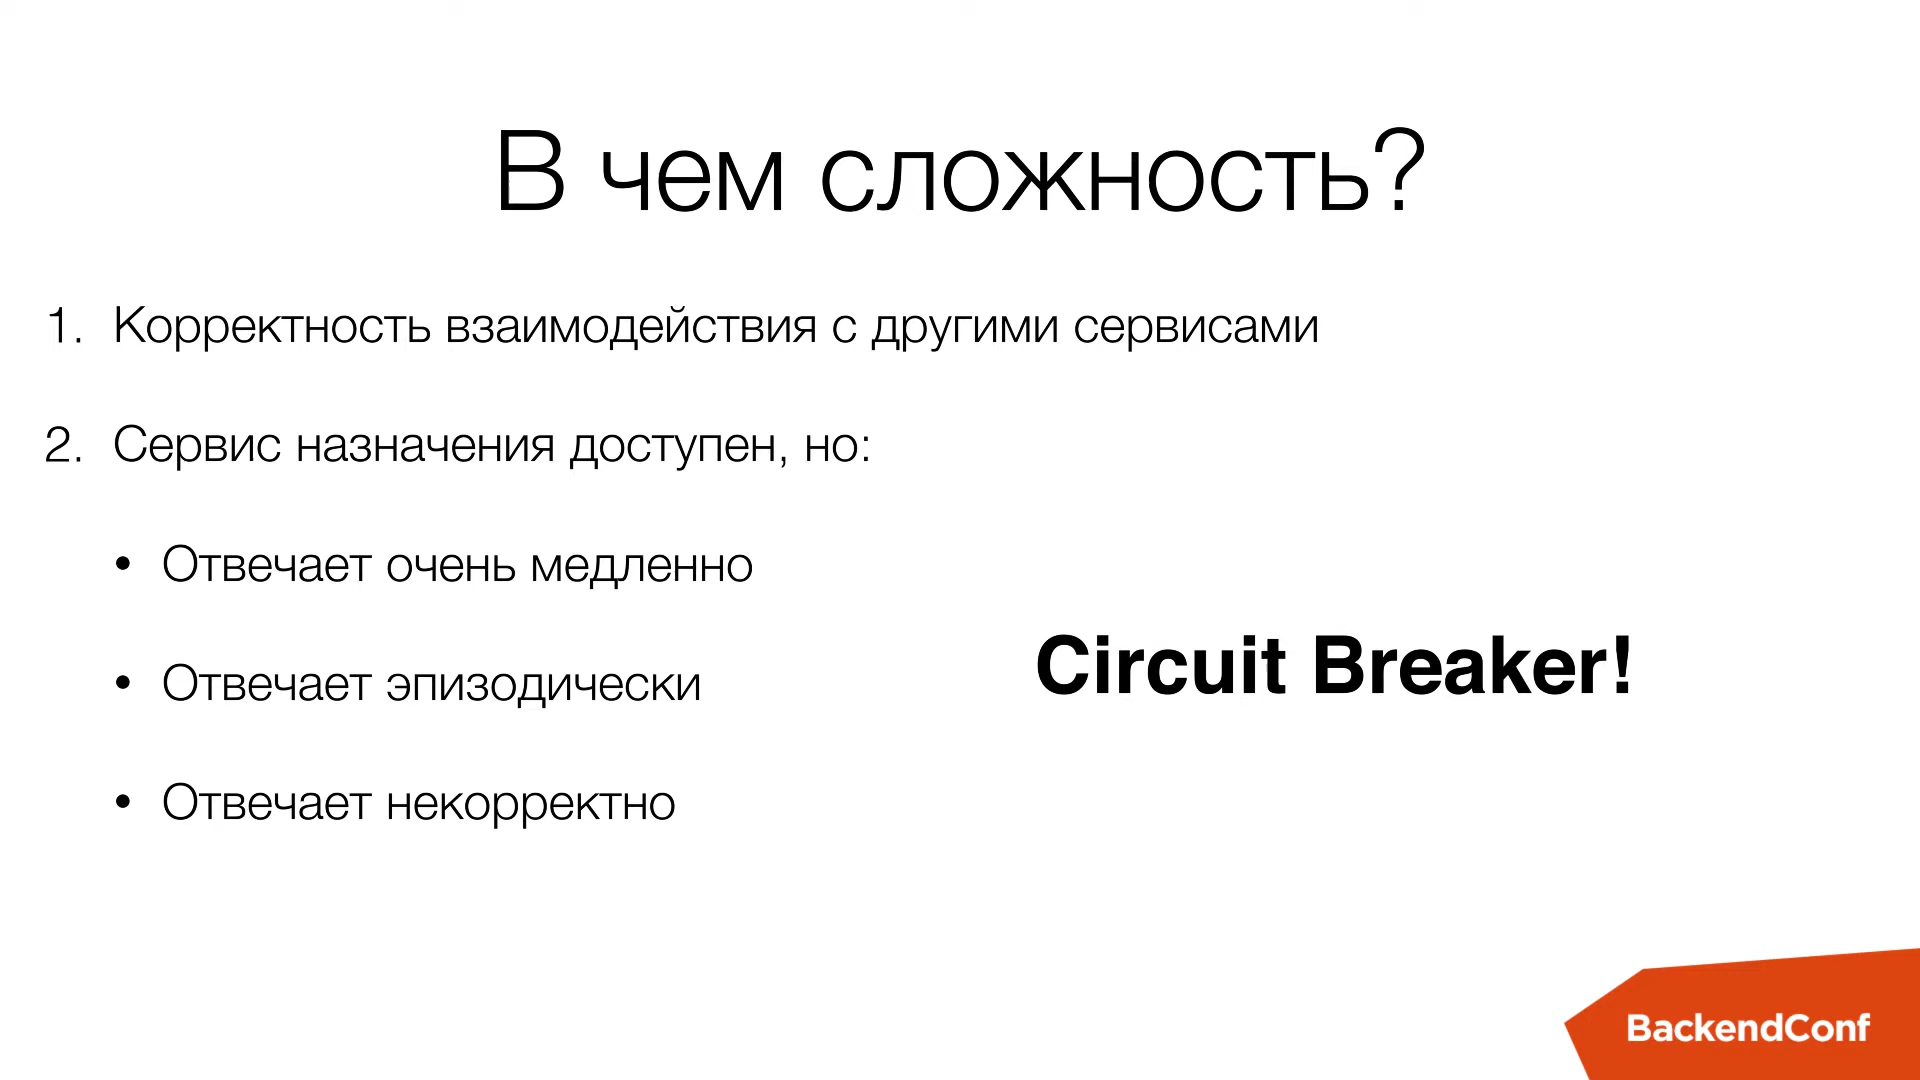 В чем сложность?
1. Корректность взаимодействия с другими сервисами
2. Сервис назначения доступен, но:
• Отвечает очень медленно
• Отвечает эпизодически
Circuit Breaker!
• Отвечает некорректно
BackendConf